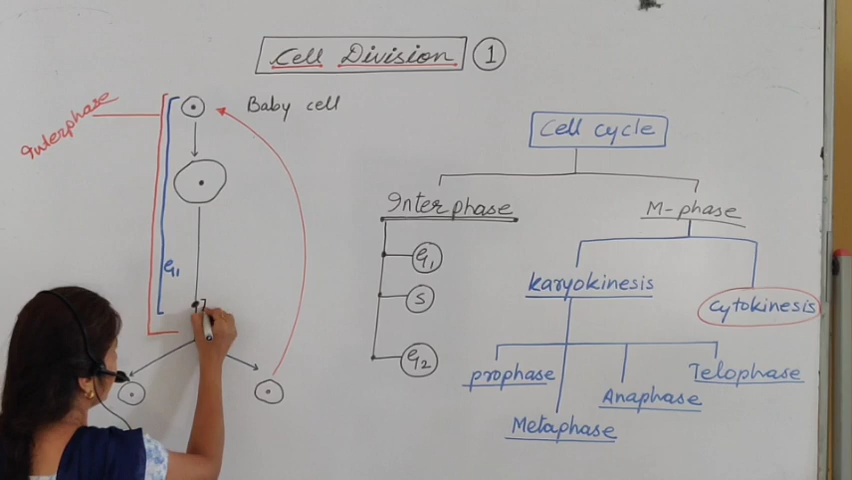 Cell Division 1
Interphase
Baby cell
G1
Cell cycle
Interphase
M-phase
G1
S
G2
karyokinesis
cytokinesis
prophase
Metaphase
Anaphase
Telophase